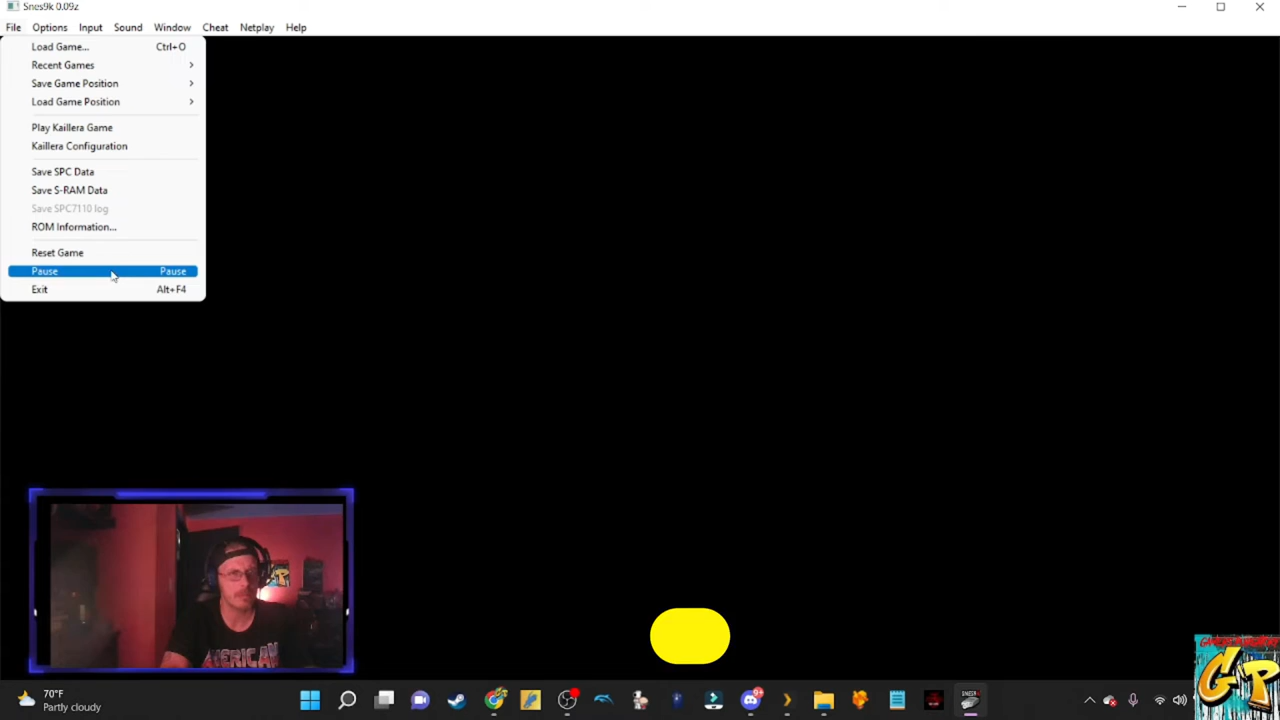 Snes9k 0.09z
File Options Input Sound Window Cheat Netplay Help
Load Game... Ctrl+O
Recent Games
Save Game Position
Load Game Position
Play Kaillera Game
Kaillera Configuration
Save SPC Data
Save S-RAM Data
Save SPC7110 log
ROM Information...
Reset Game
Pause Pause
Exit Alt+F4
GP
70°F
Partly cloudy